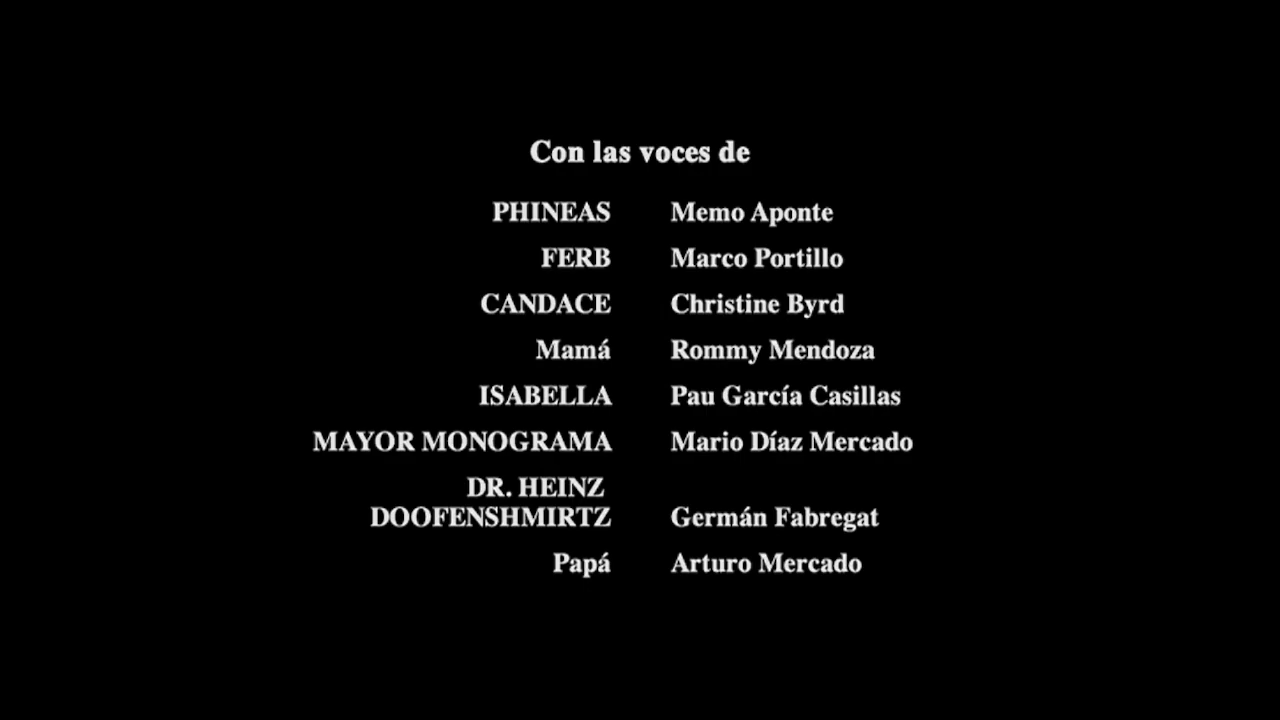 Con las voces de
PHINEAS Memo Aponte
FERB Marco Portillo
CANDACE Christine Byrd
Mamá Rommy Mendoza
ISABELLA Pau García Casillas
MAYOR MONOGRAMA Mario Díaz Mercado
DR. HEINZ
DOOFENSHMIRTZ Germán Fabregat
Papá Arturo Mercado